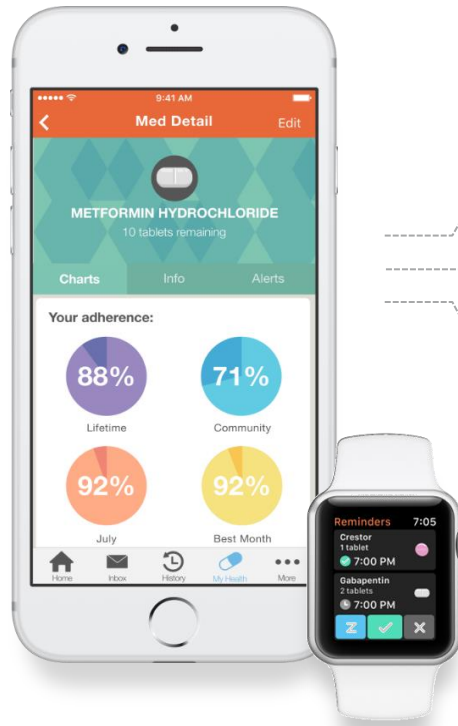 9:41 AM
Med Detail
Edit
METFORMIN HYDROCHLORIDE
10 tablets remaining
Charts
Info
Alerts
Your adherence:
88%
71%
Lifetime
Community
92%
92%
July
Best Month
Home
Inbox
History
My Health
More
Reminders
7:05
Crestor
1 tablet
7:00 PM
Gabapentin
2 tablets
7:00 PM
Z